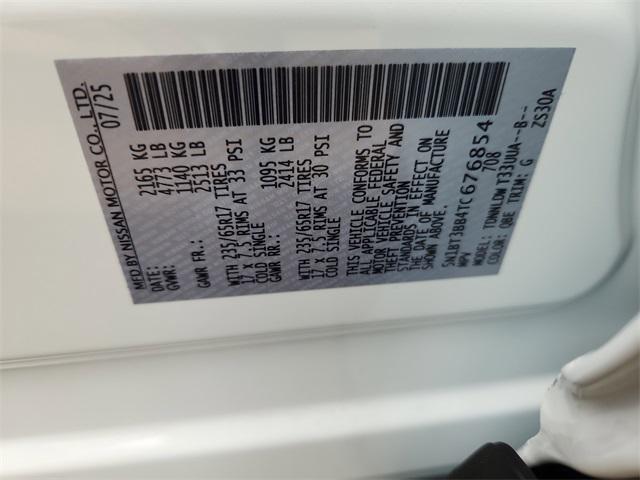 MFD.BY NISSAN MOTOR CO., LTD.
DATE: 07/25
GVWR: 2165 KG
4773 LB
GAWR FR.: 1140 KG
2513 LB
WITH 235/65R17 TIRES
17 X 7.5 RIMS AT 33 PSI
COLD SINGLE
GAWR RR.: 1095 KG
2414 LB
WITH 235/65R17 TIRES
17 X 7.5 RIMS AT 30 PSI
COLD SINGLE
THIS VEHICLE CONFORMS TO
ALL APPLICABLE FEDERAL
MOTOR VEHICLE SAFETY AND
THEFT PREVENTION
STANDARDS IN EFFECT ON
THE DATE OF MANUFACTURE
SHOWN ABOVE.
5N1BT3BB4TC676854
MPV 708
MODEL: TDWNLDW T33UUA--B--
COLOR: QBE TRIM: G
ZS30A